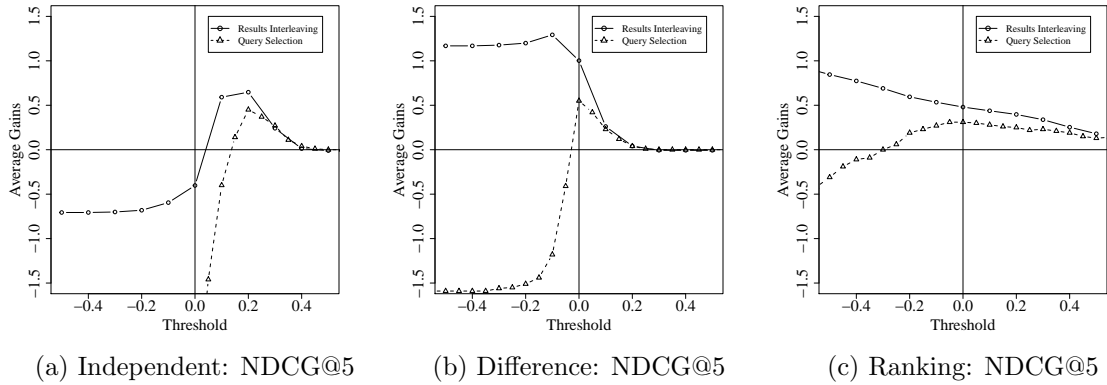 Results Interleaving
Query Selection
Average Gains
1.5
1.0
0.5
0.0
−0.5
−1.0
−1.5
−0.4
−0.2
0.0
0.2
0.4
Threshold
(a) Independent: NDCG@5
Results Interleaving
Query Selection
Average Gains
1.5
1.0
0.5
0.0
−0.5
−1.0
−1.5
−0.4
−0.2
0.0
0.2
0.4
Threshold
(b) Difference: NDCG@5
Results Interleaving
Query Selection
Average Gains
1.5
1.0
0.5
0.0
−0.5
−1.0
−1.5
−0.4
−0.2
0.0
0.2
0.4
Threshold
(c) Ranking: NDCG@5